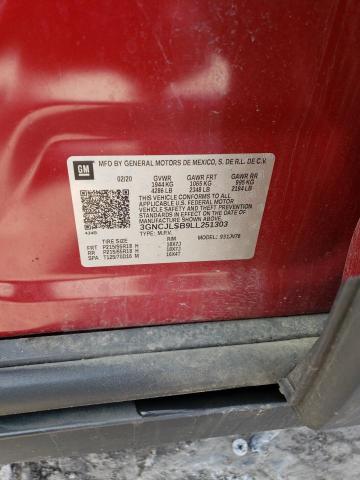 GM
MFD BY GENERAL MOTORS DE MEXICO, S. DE R.L. DE C.V.
02/20 GVWR GAWR FRT GAWR RR
1944 KG 1065 KG 995 KG
4286 LB 2348 LB 2194 LB
THIS VEHICLE CONFORMS TO ALL
APPLICABLE U.S. FEDERAL MOTOR
VEHICLE SAFETY, BUMPER, AND THEFT
PREVENTION STANDARDS IN EFFECT ON
THE DATE OF MANUFACTURE SHOWN ABOVE.
3GNCJLSB9LL251303
TYPE: M.P.V. MODEL:
TIRE SIZE RIM
FRT P215/55R18 H 18X7J
RR P215/55R18 H 18X7J
SPA T125/70D16 M 16X4T